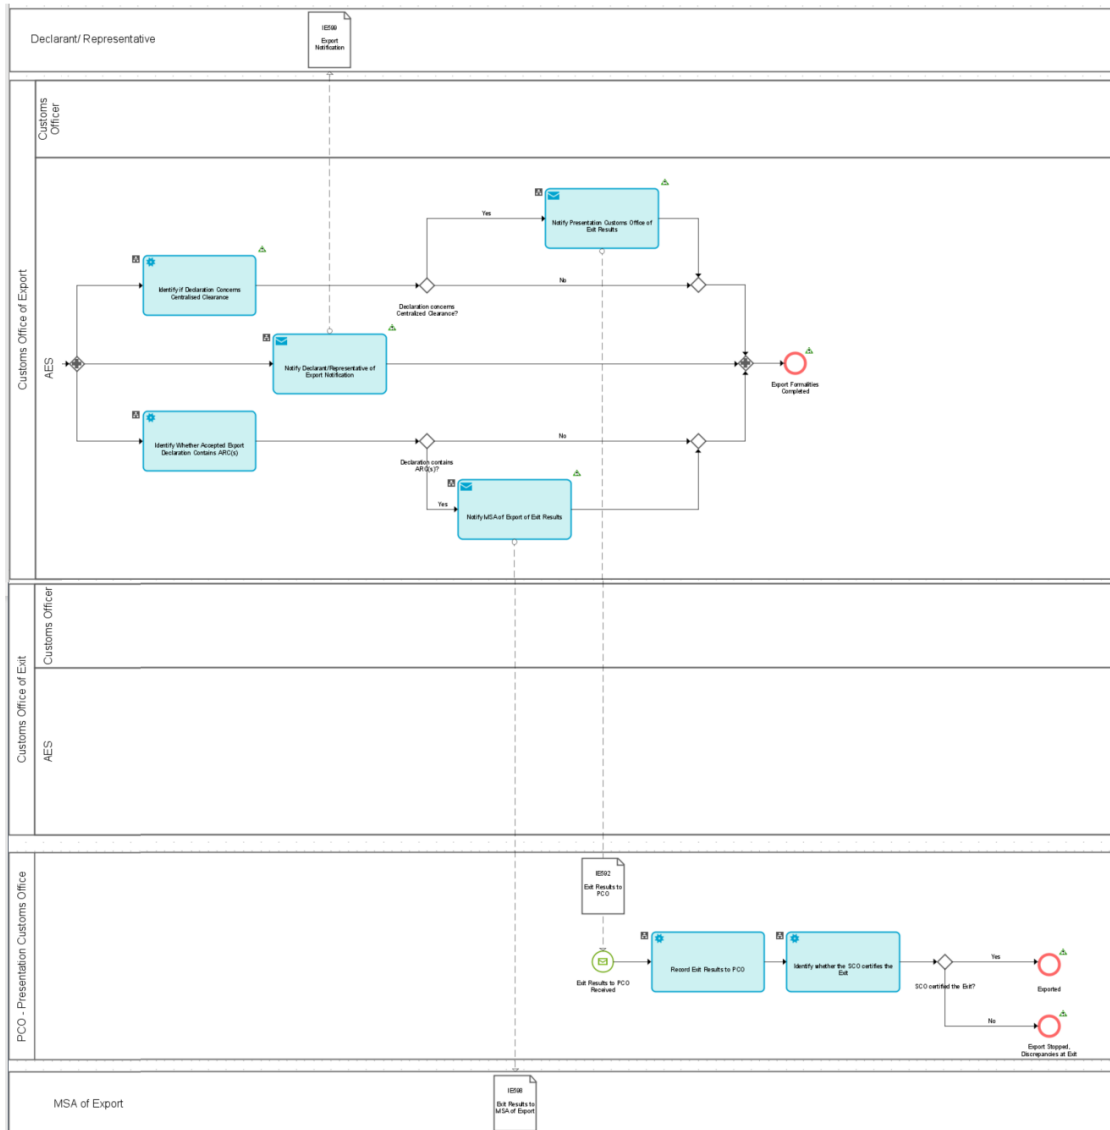 Declarant/ Representative
IE599
Export
Notification
Customs Office of Export
Customs
Officer
AES
Identify if Declaration Concerns
Centralised Clearance
Declaration concerns
Centralized Clearance?
Yes
No
Notify Presentation Customs Office of
Exit Results
Notify Declarant/Representative of
Export Notification
Identify Whether Accepted Export
Declaration Contains ARC(s)
Declaration contains
ARC(s)?
No
Yes
Notify MSA of Export of Exit Results
Export Formalities
Completed
Customs Office of Exit
Customs Officer
AES
PCO - Presentation Customs Office
IE592
Exit Results to
PCO
Exit Results to PCO
Received
Record Exit Results to PCO
Identify whether the SCO certifies the
Exit
SCO certified the Exit?
Yes
Exported
No
Export Stopped,
Discrepancies at Exit
MSA of Export
Exit Results to
MSA of Export